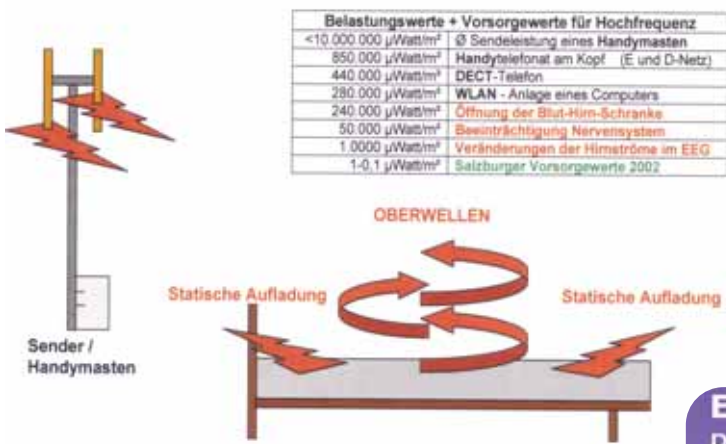 Belastungswerte + Vorsorgewerte für Hochfrequenz
<10.000.000 µWatt/m² Ø Sendeleistung eines Handymasten
850.000 µWatt/m² Handytelefonat am Kopf (E und D-Netz)
440.000 µWatt/m² DECT-Telefon
280.000 µWatt/m² WLAN - Anlage eines Computers
240.000 µWatt/m² Öffnung der Blut-Hirn-Schranke
50.000 µWatt/m² Beeinträchtigung Nervensystem
1.0000 µWatt/m² Veränderungen der Hirnströme im EEG
1-0,1 µWatt/m² Salzburger Vorsorgewerte 2002
OBERWELLEN
Statische Aufladung
Statische Aufladung
Sender /
Handymasten